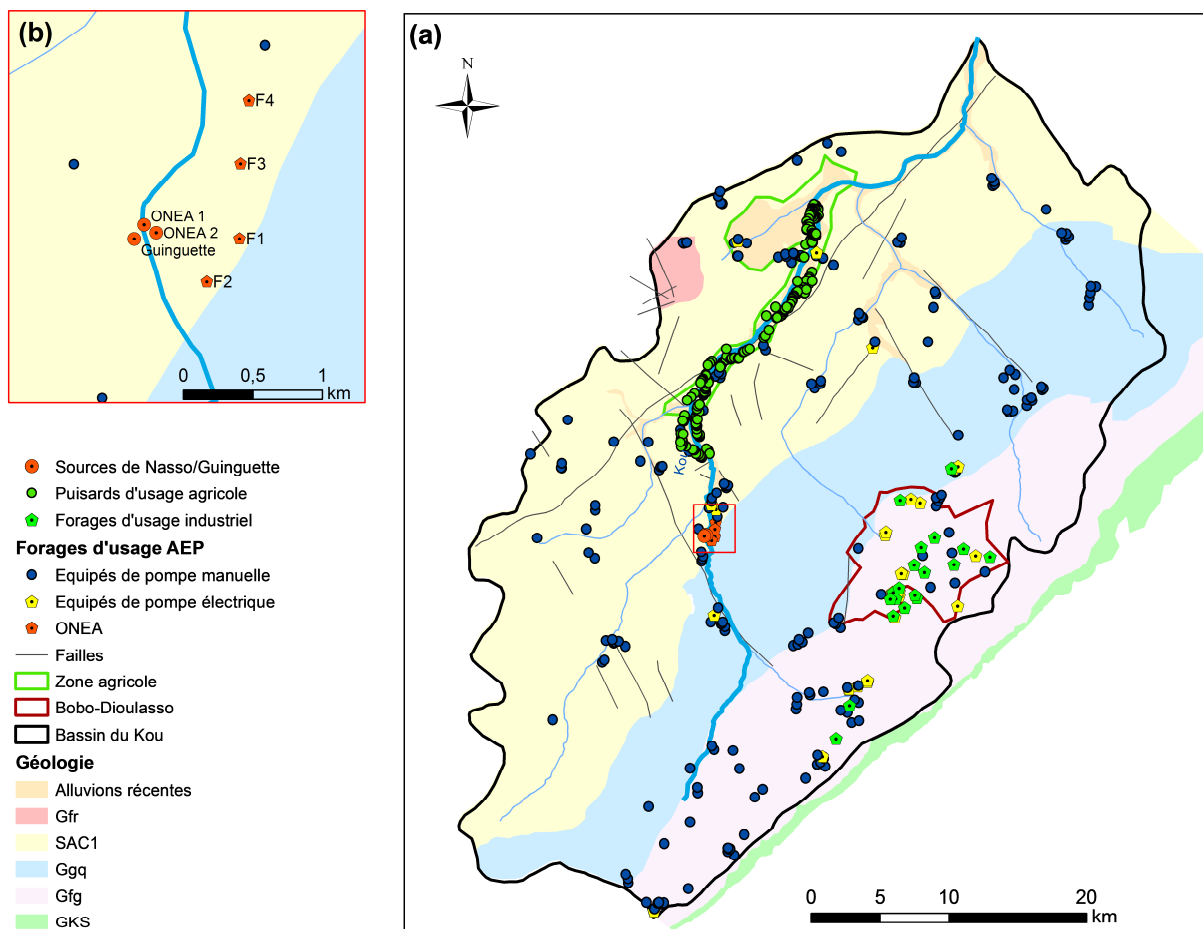 (b)
F4
F3
ONEA 1
ONEA 2
F1
Guinguette
F2
0 0,5 1
km
Sources de Nasso/Guinguette
Puisards d'usage agricole
Forages d'usage industriel
Forages d'usage AEP
Equipés de pompe manuelle
Equipés de pompe électrique
ONEA
Failles
Zone agricole
Bobo-Dioulasso
Bassin du Kou
Géologie
Alluvions récentes
Gfr
SAC1
Ggq
Gfg
GKS
(a)
N
Kou
0 5 10 20
km